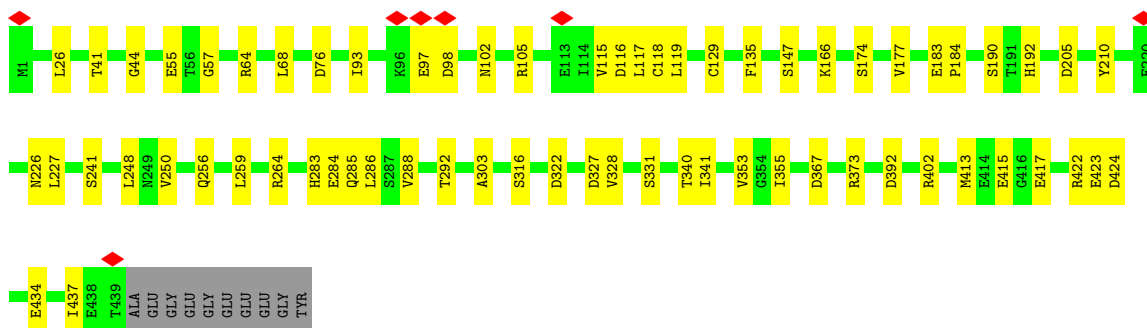 M1 L26 T41 G44 E55 T56 G57 R64 L68 D76 I93 K96 E97 D98 N102 R105 E113 I114 V115 D116 L117 C118 L119 C129 F135 S147 K166 S174 V177 E183 P184 S190 T191 H192 D205 Y210 E220
N226 L227 S241 L248 N249 V250 Q256 L259 R264 H283 E284 Q285 L286 S287 V288 T292 A303 S316 D322 D327 V328 S331 T340 I341 V353 G354 I355 D367 R373 D392 R402 M413 E414 E415 G416 E417 R422 E423 D424
E434 I437 E438 T439 ALA GLU GLY GLU GLY GLU GLU GLU GLY TYR